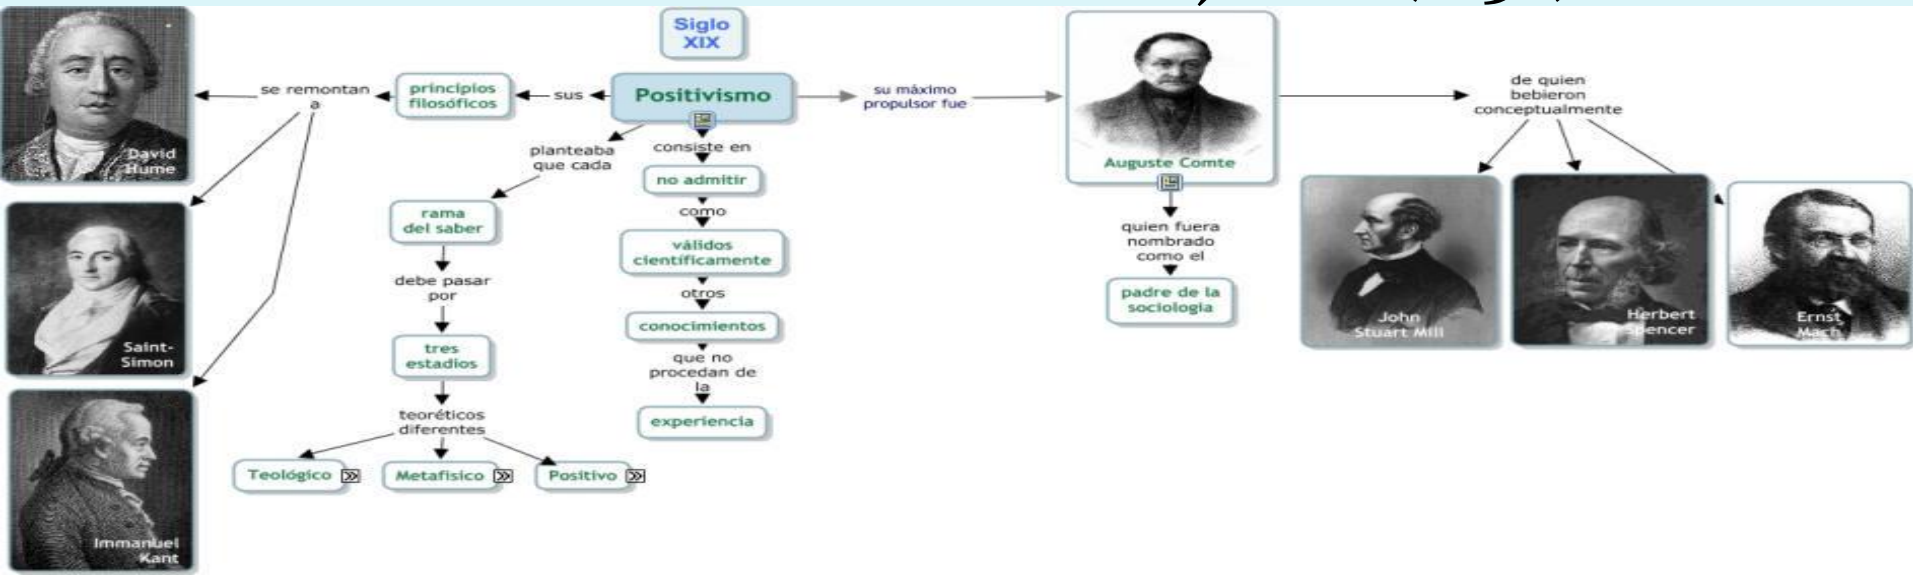 Siglo
XIX
Positivismo
sus
principios
filosóficos
se remontan
a
David
Hume
Saint-
Simon
Immanuel
Kant
planteaba
que cada
rama
del saber
debe pasar
por
tres
estadios
teoréticos
diferentes
Teológico
Metafísico
Positivo
consiste en
no admitir
como
válidos
científicamente
otros
conocimientos
que no
procedan de
la
experiencia
su máximo
propulsor fue
Auguste Comte
quien fuera
nombrado
como el
padre de la
sociología
de quien
bebieron
conceptualmente
John
Stuart Mill
Herbert
Spencer
Ernst
Mach